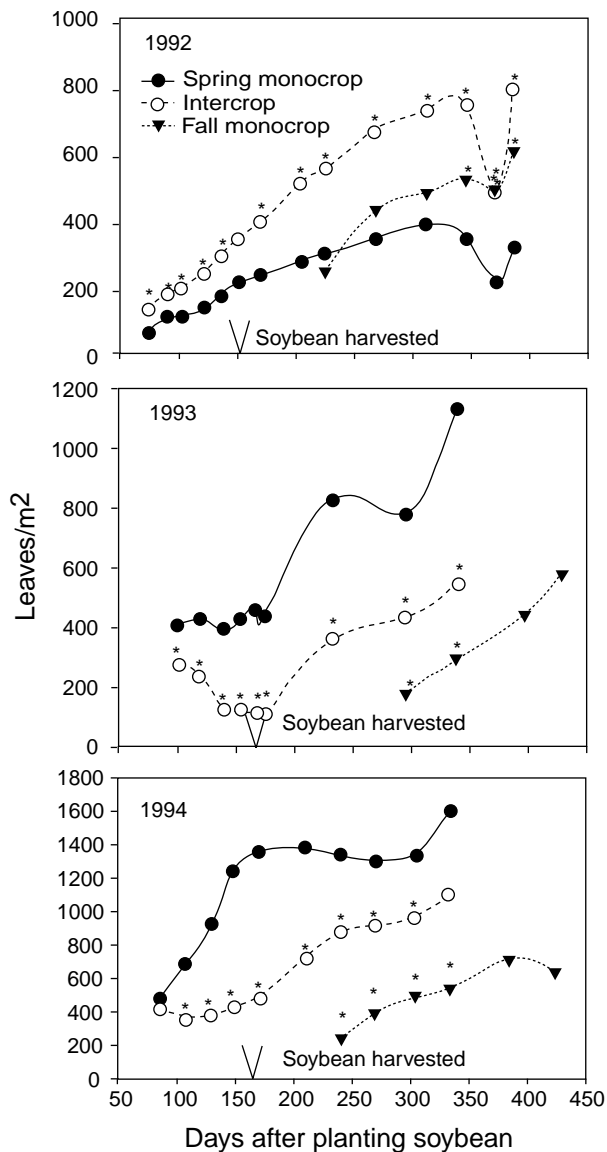 1000
800
600
400
200
0
1992
Spring monocrop
Intercrop
Fall monocrop
* * * * * * * * * * * * * * * * * *
Soybean harvested
1200
1000
800
600
400
200
0
1993
* * * * * * * * * * *
Soybean harvested
Leaves/m2
1800
1600
1400
1200
1000
800
600
400
200
0
1994
* * * * * * * * * * * *
Soybean harvested
50 100 150 200 250 300 350 400 450
Days after planting soybean